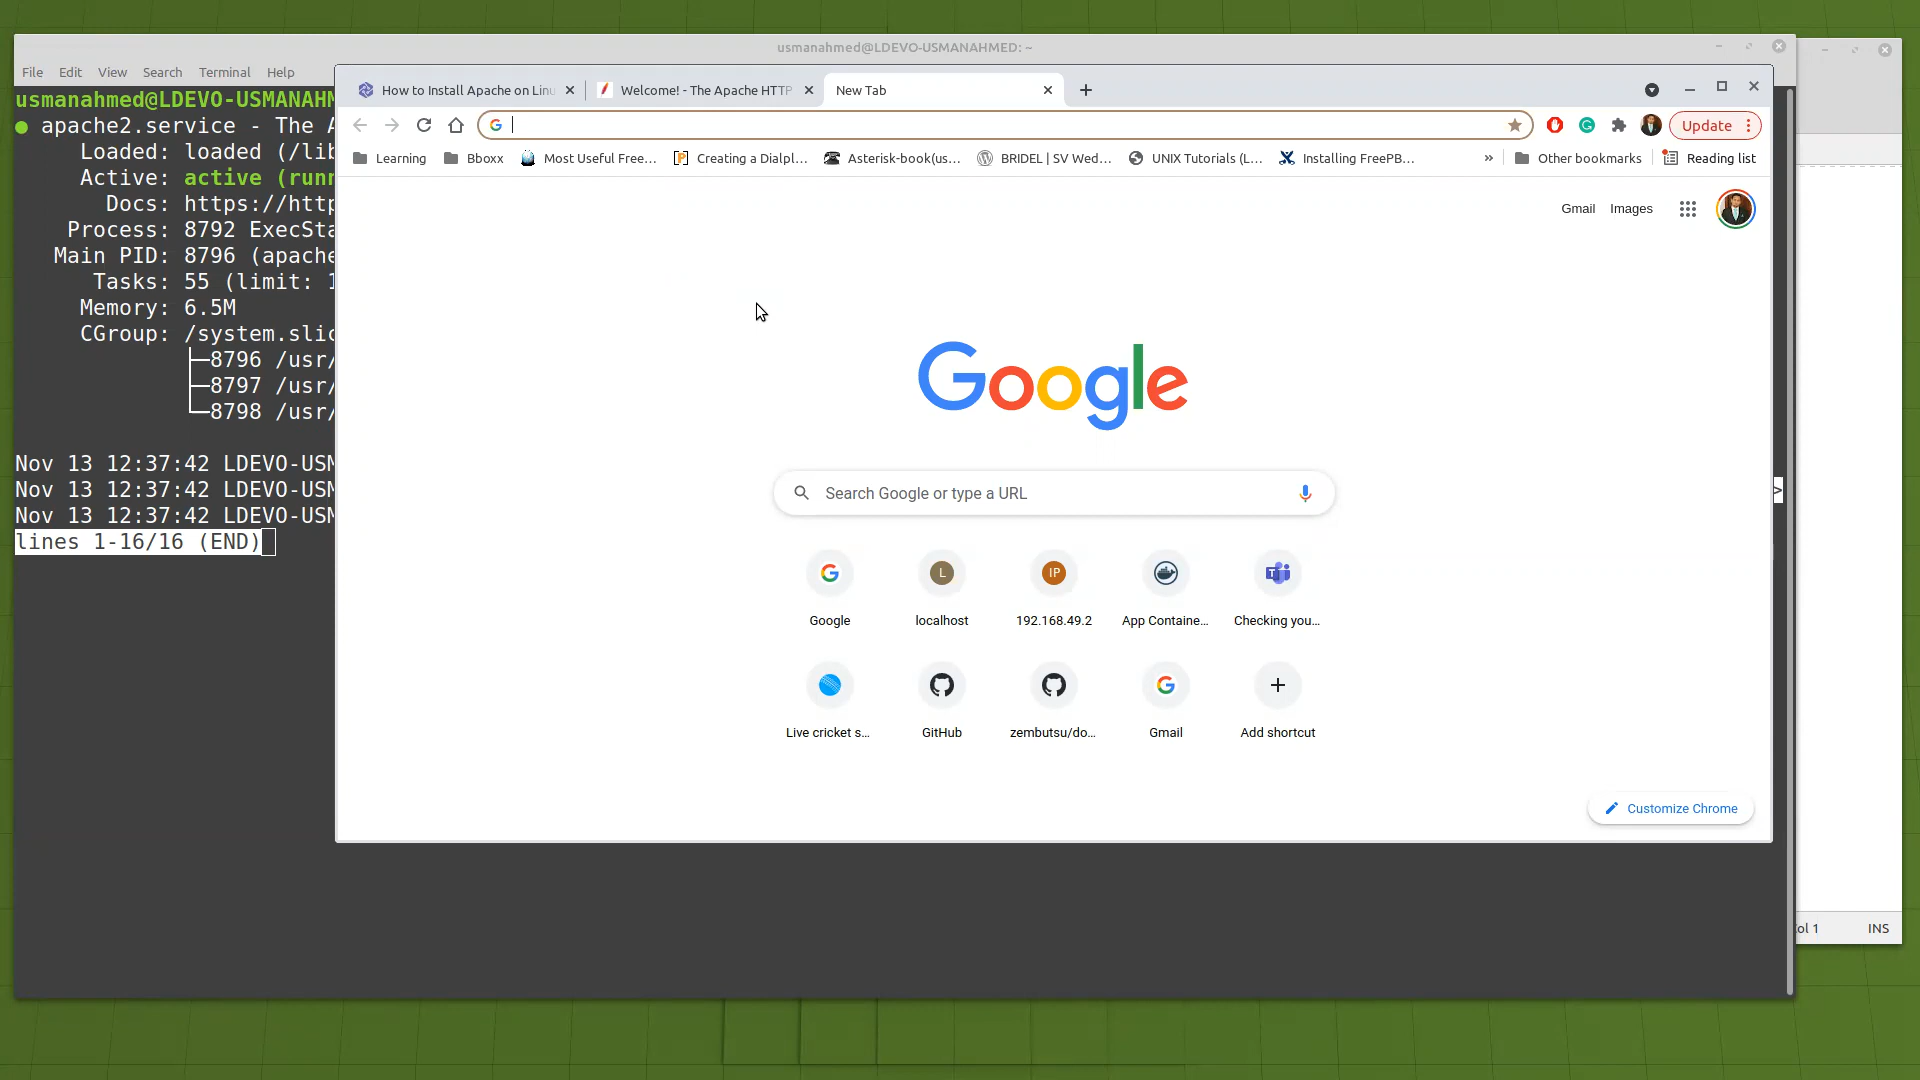 usmanahmed@LDEVO-USMANAHMED: ~
File Edit View Search Terminal Help
How to Install Apache on Linu
Welcome! - The Apache HTTP
New Tab
Update
Learning
Bboxx
Most Useful Free...
Creating a Dialpl...
Asterisk-book(us...
BRIDEL | SV Wed...
UNIX Tutorials (L...
Installing FreePB...
»
Other bookmarks
Reading list
Gmail Images
Google
Search Google or type a URL
L
IP
Google
localhost
192.168.49.2
App Containe...
Checking you...
Live cricket s...
GitHub
zembutsu/do...
Gmail
Add shortcut
Customize Chrome
usmanahmed@LDEVO-USMANAHM
● apache2.service - The A
Loaded: loaded (/lib
Active: active (runn
Docs: https://http
Process: 8792 ExecSta
Main PID: 8796 (apache
Tasks: 55 (limit: 1
Memory: 6.5M
CGroup: /system.slic
├─8796 /usr/
├─8797 /usr/
└─8798 /usr/
Nov 13 12:37:42 LDEVO-USM
Nov 13 12:37:42 LDEVO-USM
Nov 13 12:37:42 LDEVO-USM
lines 1-16/16 (END)
>
Col 1 INS